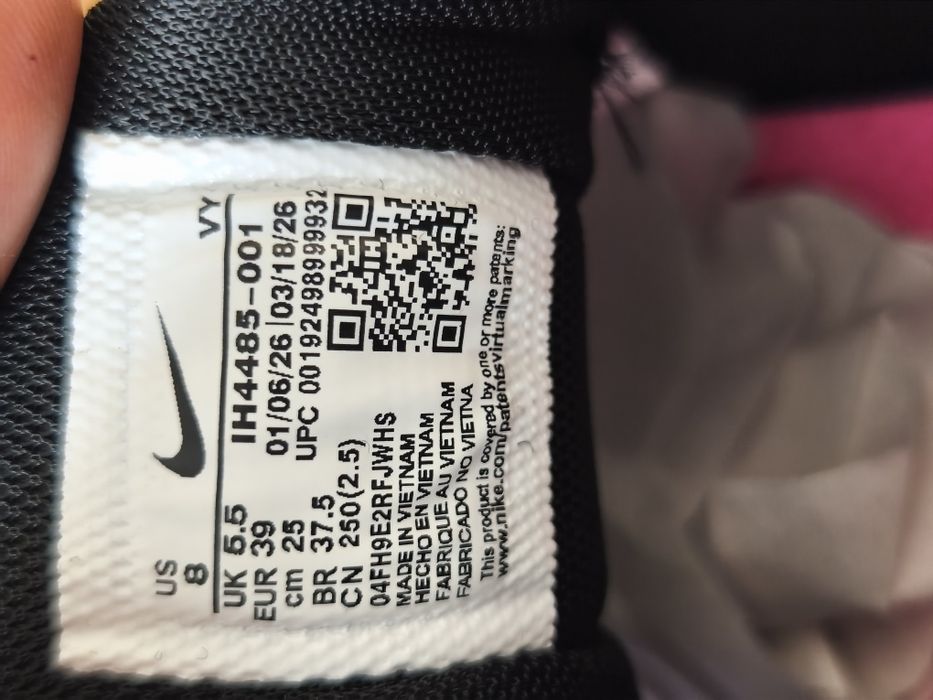 US
8
VY
UK 5.5 IH4485-001
EUR 39 01/06/26 | 03/18/26
cm 25 UPC 00192498999932
BR 37.5
CN 250(2.5)
04FH9E2RFJWHS
MADE IN VIETNAM
HECHO EN VIETNAM
FABRIQUE AU VIETNAM
FABRICADO NO VIETNA
This product is covered by one or more patents:
www.nike.com/patentsvirtualmarking